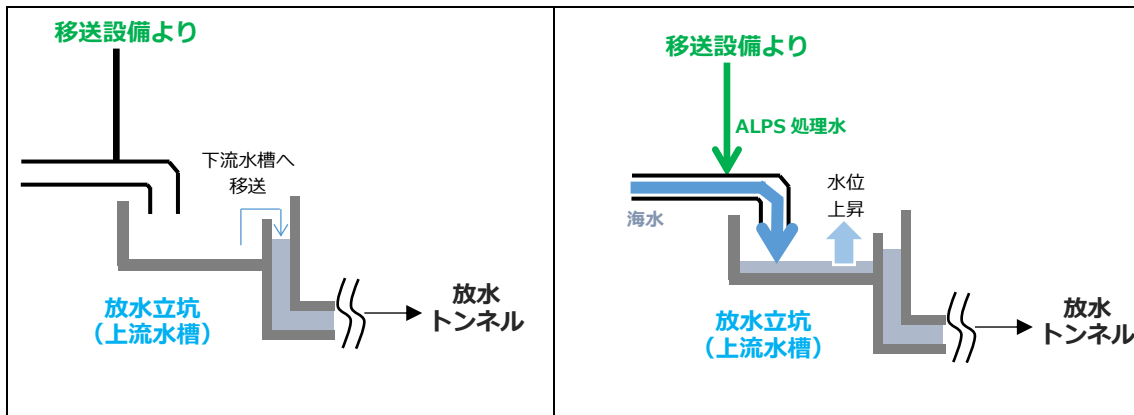 移送設備より
下流水槽へ
移送
放水立坑
（上流水槽）
放水
トンネル
移送設備より
ALPS 処理水
海水
水位
上昇
放水立坑
（上流水槽）
放水
トンネル